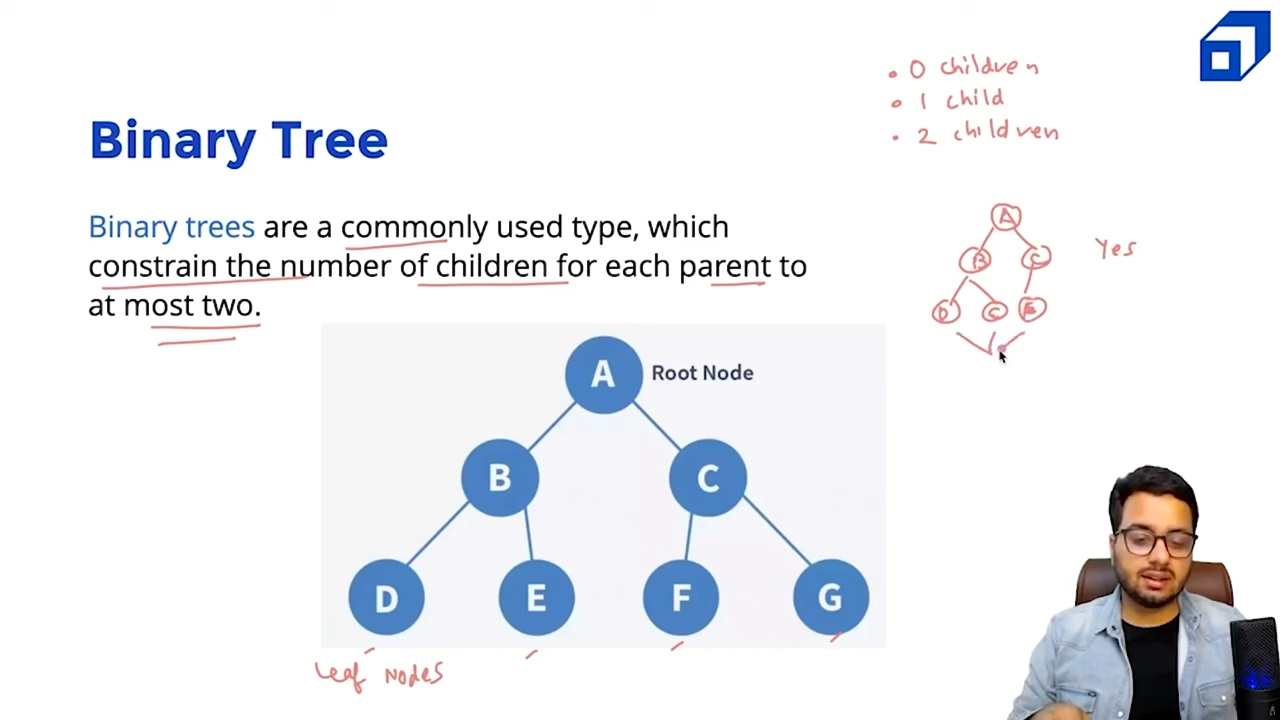 • 0 children
• 1 child
• 2 children
Binary Tree
Binary trees are a commonly used type, which
constrain the number of children for each parent to
at most two.
A
B C
D C E
Yes
A Root Node
B C
D E F G
Leaf Nodes